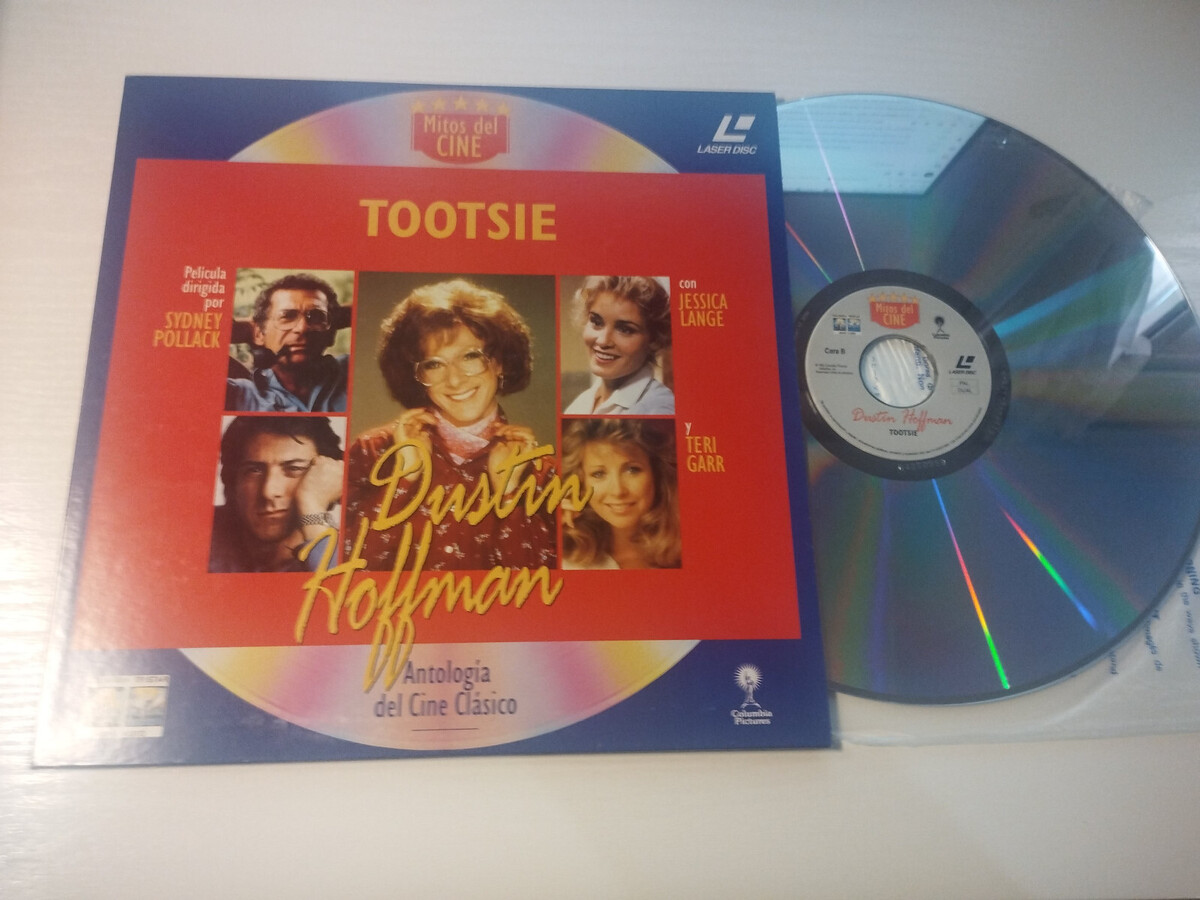 Mitos del
CINE
LASER DISC
TOOTSIE
Película
dirigida
por
SYDNEY
POLLACK
con
JESSICA
LANGE
y
TERI
GARR
Dustin
Hoffman
Antología
del Cine Clásico
Columbia
Pictures
Mitos del
CINE
Cara B
LASER DISC
PAL
Dustin Hoffman
TOOTSIE